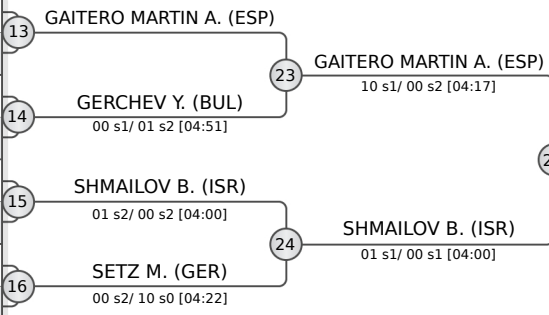 13
GAITERO MARTIN A. (ESP)
23
GAITERO MARTIN A. (ESP)
10 s1/ 00 s2 [04:17]
14
GERCHEV Y. (BUL)
00 s1/ 01 s2 [04:51]
15
SHMAILOV B. (ISR)
01 s2/ 00 s2 [04:00]
24
SHMAILOV B. (ISR)
01 s1/ 00 s1 [04:00]
16
SETZ M. (GER)
00 s2/ 10 s0 [04:22]